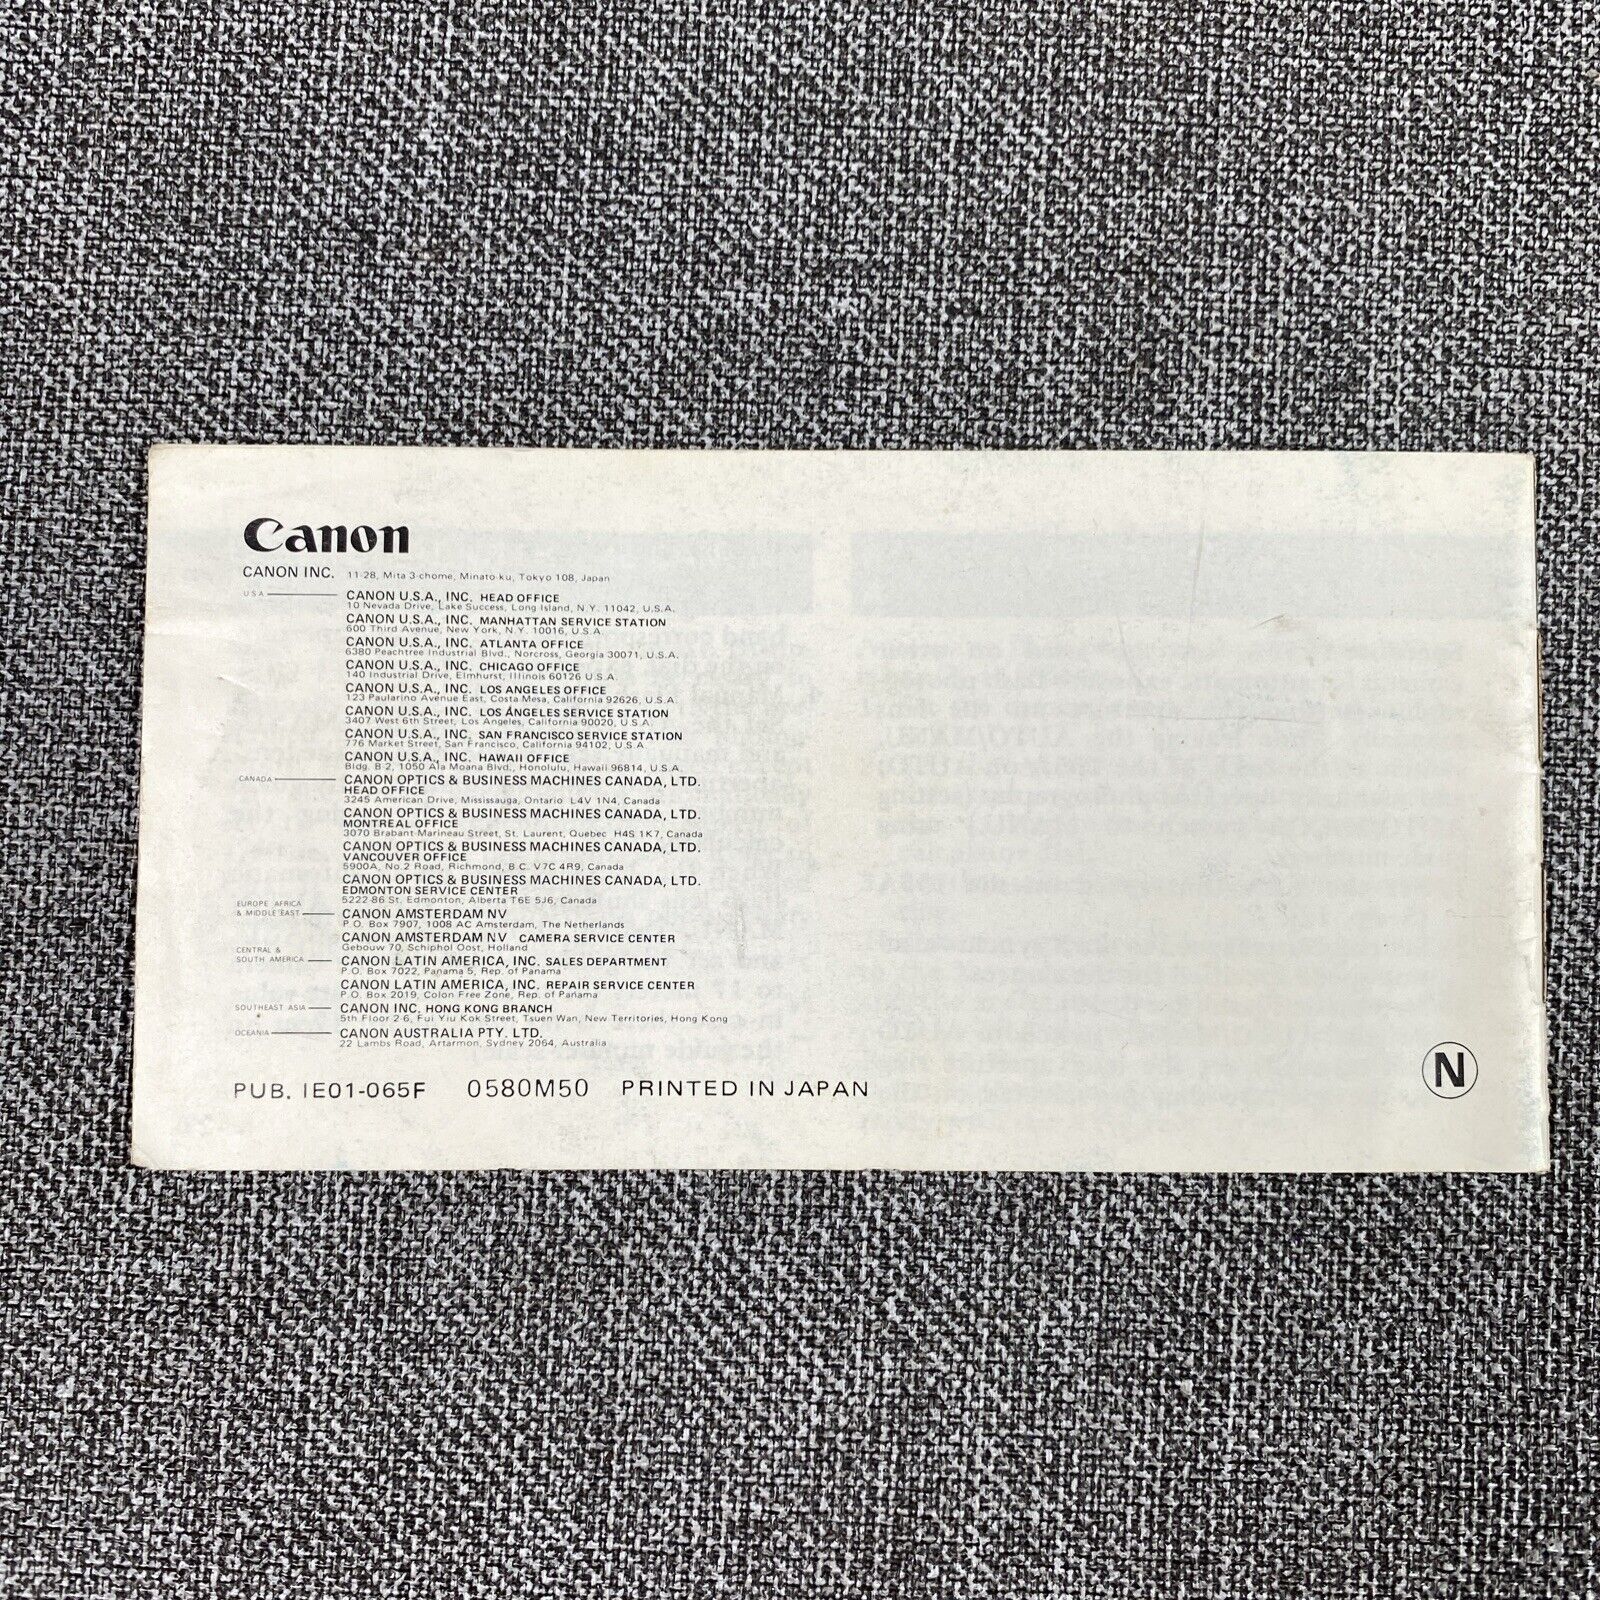 Canon
CANON INC. 11-28, Mita 3-chome, Minato-ku, Tokyo 108, Japan
USA CANON U.S.A., INC. HEAD OFFICE
10 Nevada Drive, Lake Success, Long Island, N.Y. 11042, U.S.A.
CANON U.S.A., INC. MANHATTAN SERVICE STATION
600 Third Avenue, New York, N.Y. 10016, U.S.A.
CANON U.S.A., INC. ATLANTA OFFICE
6380 Peachtree Industrial Blvd., Norcross, Georgia 30071, U.S.A.
CANON U.S.A., INC. CHICAGO OFFICE
140 Industrial Drive, Elmhurst, Illinois 60126 U.S.A.
CANON U.S.A., INC. LOS ANGELES OFFICE
123 Paularino Avenue East, Costa Mesa, California 92626, U.S.A.
CANON U.S.A., INC. LOS ANGELES SERVICE STATION
3407 West 6th Street, Los Angeles, California 90020, U.S.A.
CANON U.S.A., INC. SAN FRANCISCO SERVICE STATION
776 Market Street, San Francisco, California 94102, U.S.A
CANON U.S.A., INC. HAWAII OFFICE
Bldg. B-2, 1050 Ala Moana Blvd., Honolulu, Hawaii 96814, U.S.A.
CANADA CANON OPTICS & BUSINESS MACHINES CANADA, LTD.
HEAD OFFICE
3245 American Drive, Mississauga, Ontario L4V 1N4, Canada
CANON OPTICS & BUSINESS MACHINES CANADA, LTD.
MONTREAL OFFICE
3070 Brabant-Marineau Street, St. Laurent, Quebec H4S 1K7, Canada
CANON OPTICS & BUSINESS MACHINES CANADA, LTD.
VANCOUVER OFFICE
5900A, No.2 Road, Richmond, B.C. V7C 4R9, Canada
CANON OPTICS & BUSINESS MACHINES CANADA, LTD.
EDMONTON SERVICE CENTER
5222-86 St. Edmonton, Alberta T6E 5J6, Canada
EUROPE AFRICA
& MIDDLE EAST CANON AMSTERDAM NV
P.O. Box 7907, 1008 AC Amsterdam, The Netherlands
CANON AMSTERDAM NV CAMERA SERVICE CENTER
Gebouw 70, Schiphol Oost, Holland
CENTRAL &
SOUTH AMERICA CANON LATIN AMERICA, INC. SALES DEPARTMENT
P.O. Box 7022, Panama 5, Rep. of Panama
CANON LATIN AMERICA, INC. REPAIR SERVICE CENTER
P.O. Box 2019, Colon Free Zone, Rep. of Panama
SOUTHEAST ASIA CANON INC. HONG KONG BRANCH
5th Floor 2-6, Fui Yiu Kok Street, Tsuen Wan, New Territories, Hong Kong
OCEANIA CANON AUSTRALIA PTY. LTD.
22 Lambs Road, Artarmon, Sydney 2064, Australia
PUB. IE01-065F 0580M50 PRINTED IN JAPAN
N